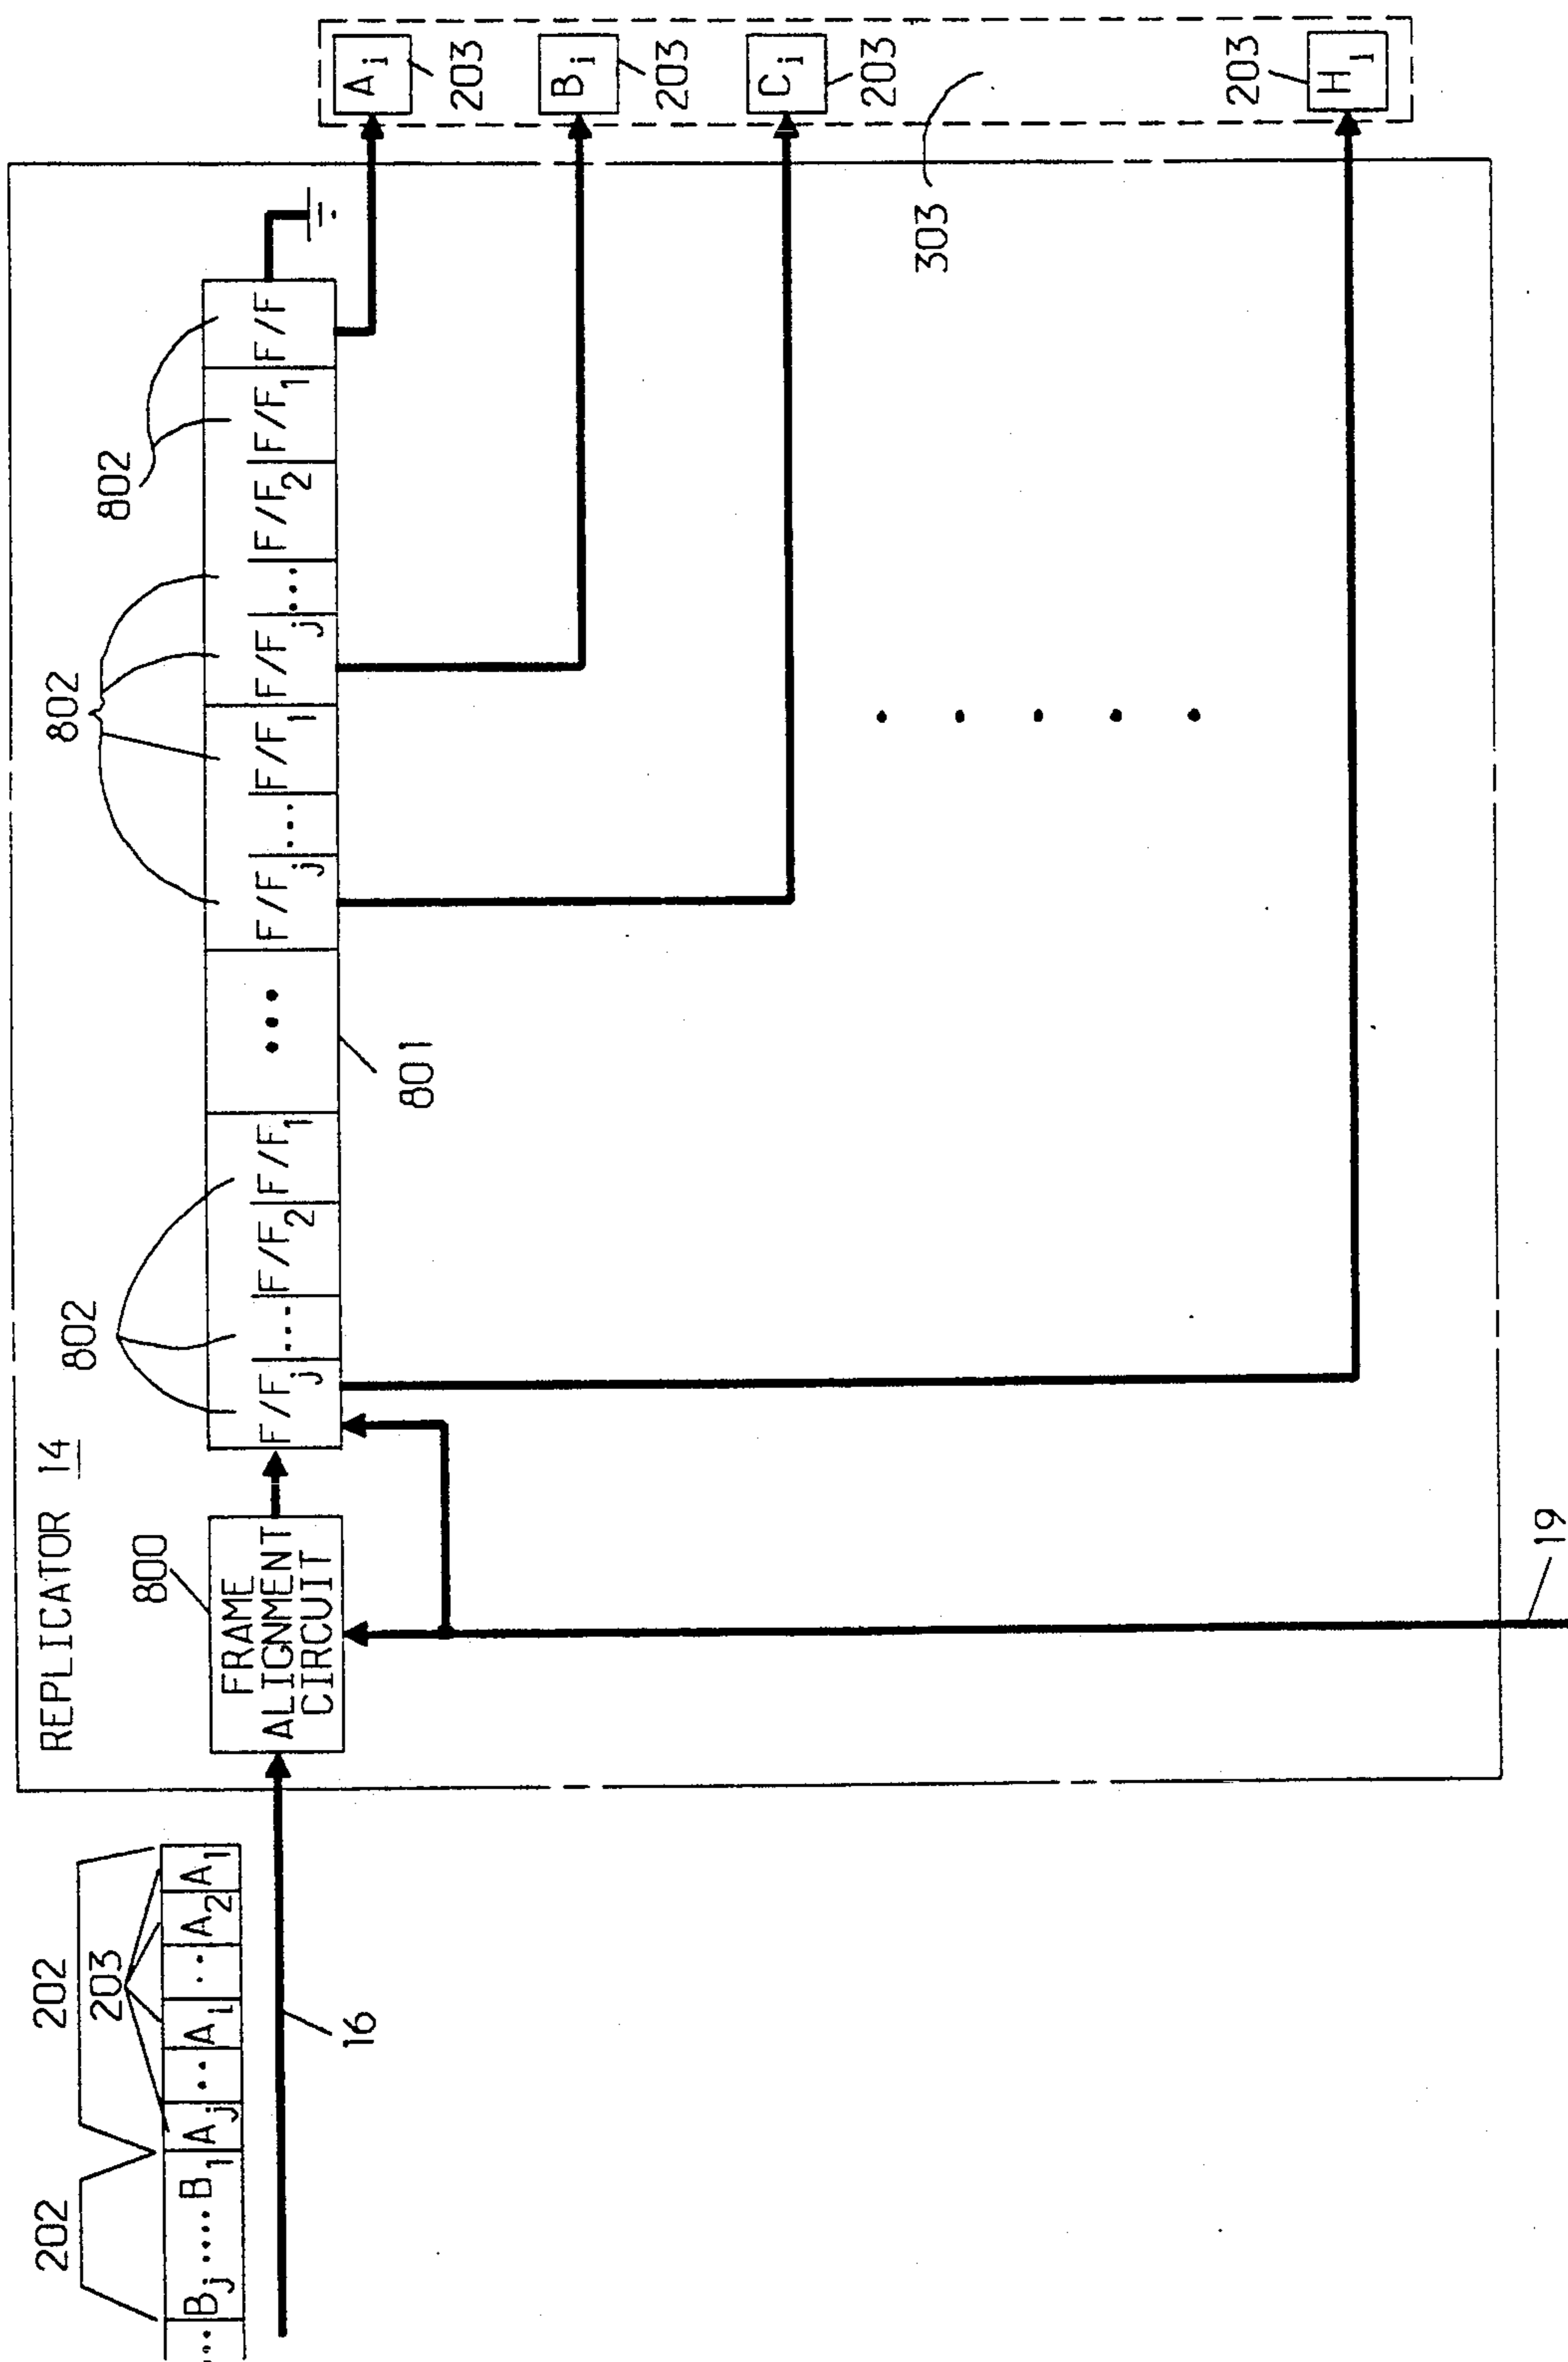 REPLICATOR 14
202
202
203
... Bj .... B1 Aj .. Ai .. A2 A1
16
800
FRAME
ALIGNMENT
CIRCUIT
802
802
802
F/Fj ... F/F2 F/F1 ... F/Fj ... F/F1 F/Fj ... F/F2 F/F1 F/F
801
Ai
203
Bi
203
Ci
203
303
203
Hi
19